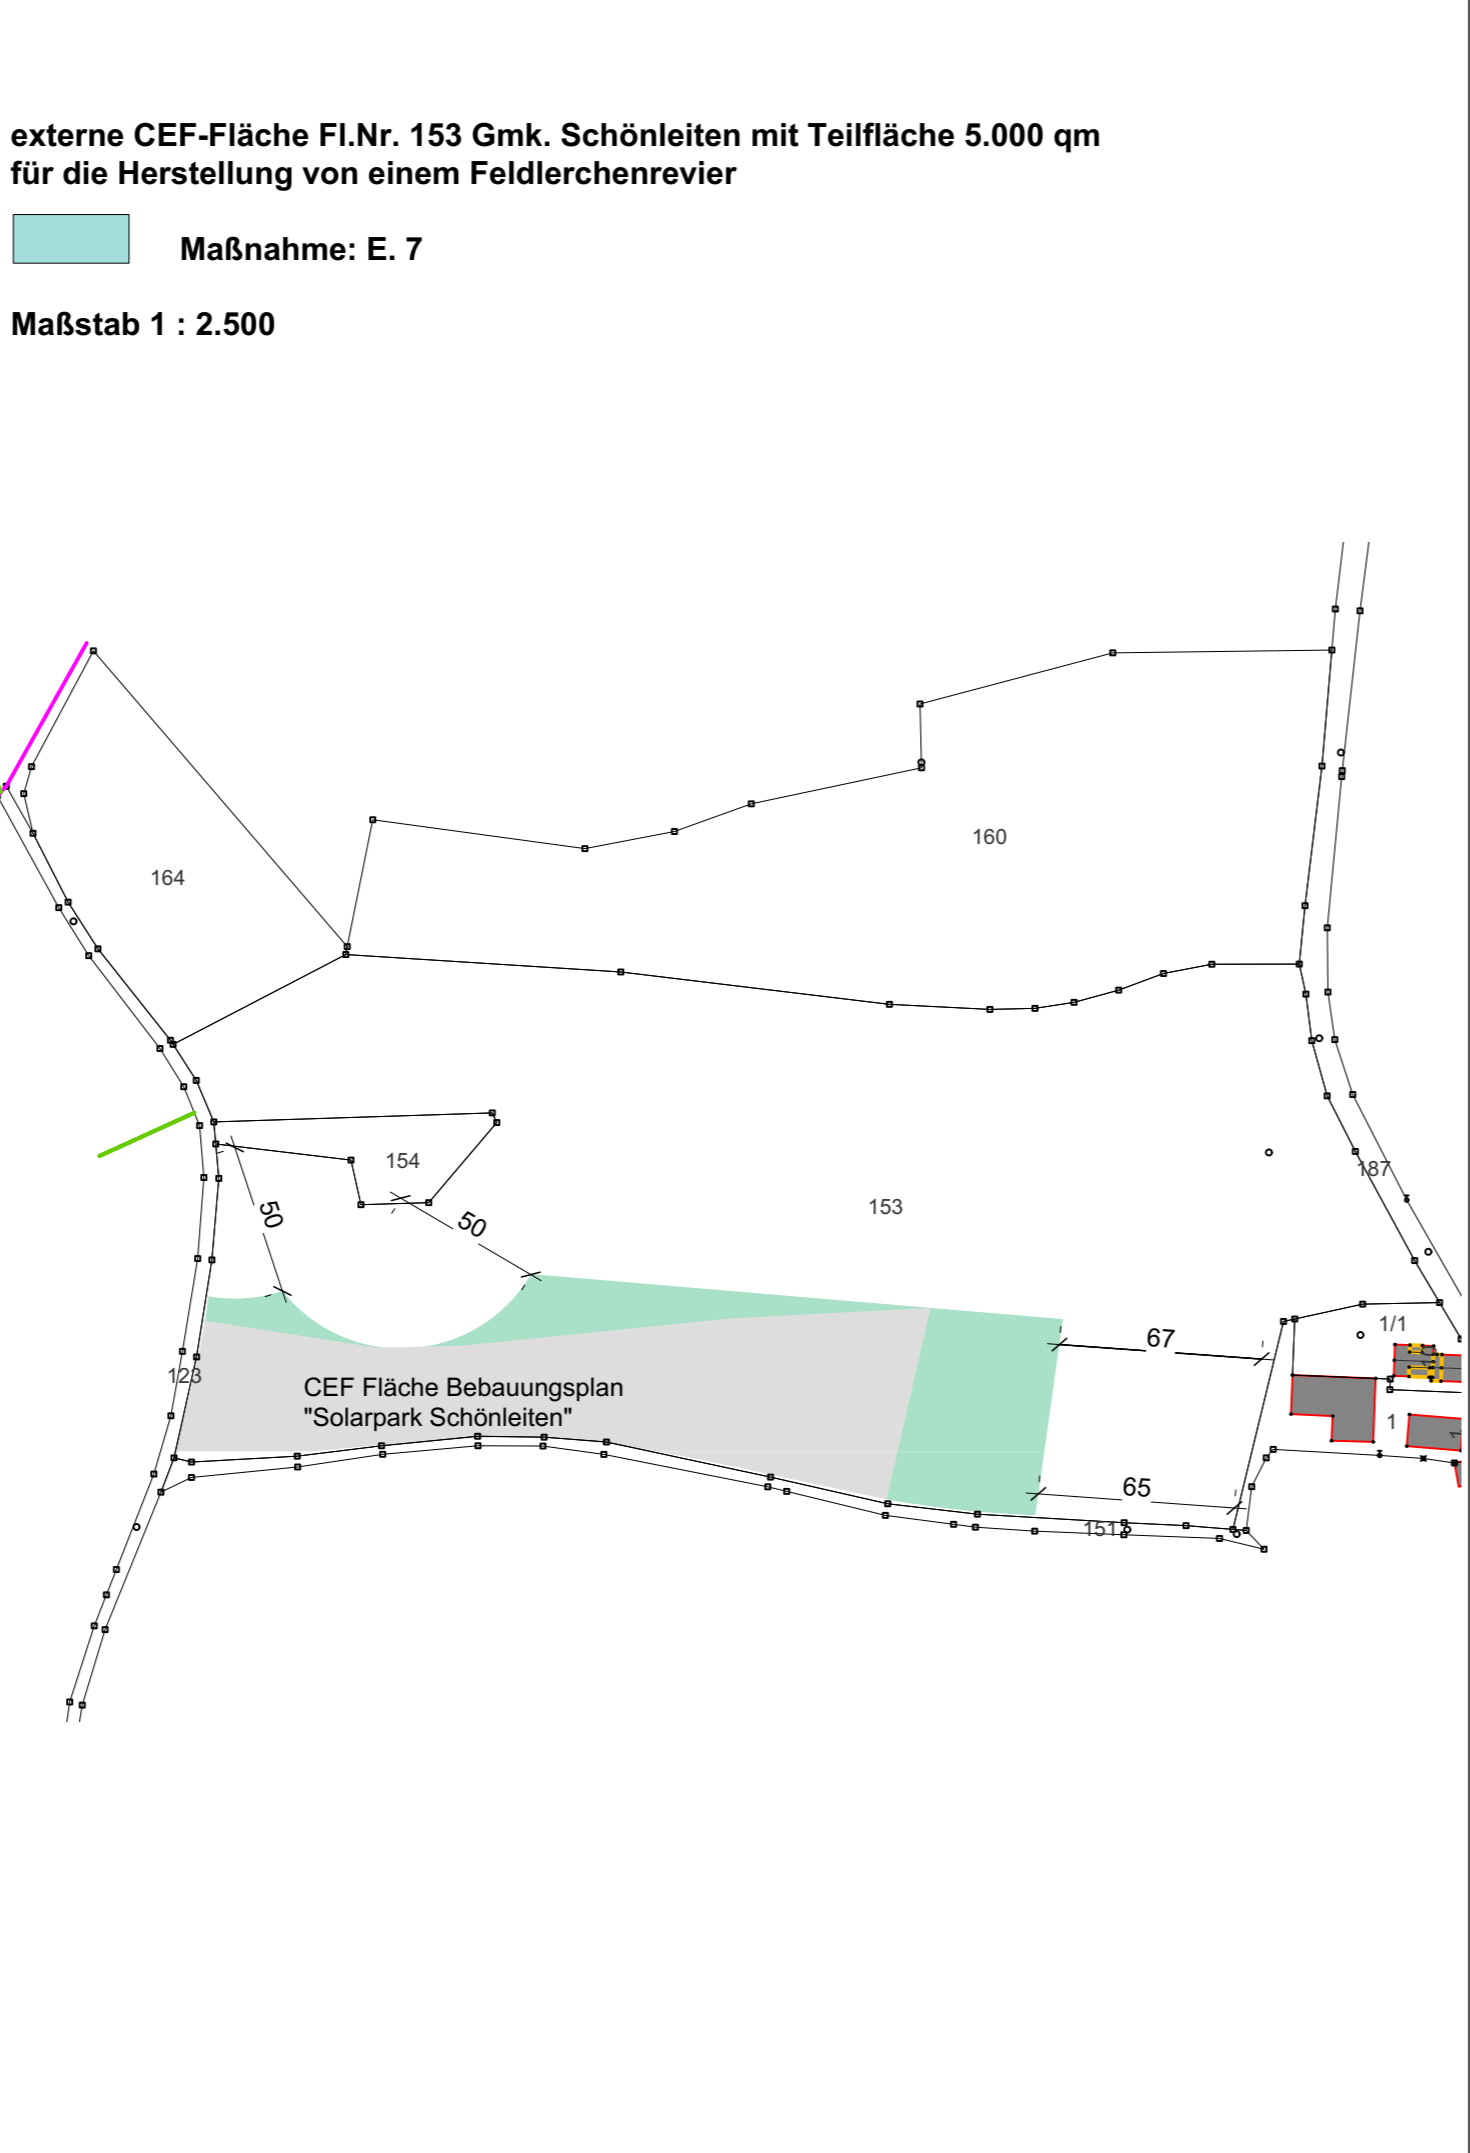 externe CEF-Fläche Fl.Nr. 153 Gmk. Schönleiten mit Teilfläche 5.000 qm
für die Herstellung von einem Feldlerchenrevier
Maßnahme: E. 7
Maßstab 1 : 2.500
160
164
154
187
153
50
50
1/1
67
123
CEF Fläche Bebauungsplan
"Solarpark Schönleiten"
1
65
151